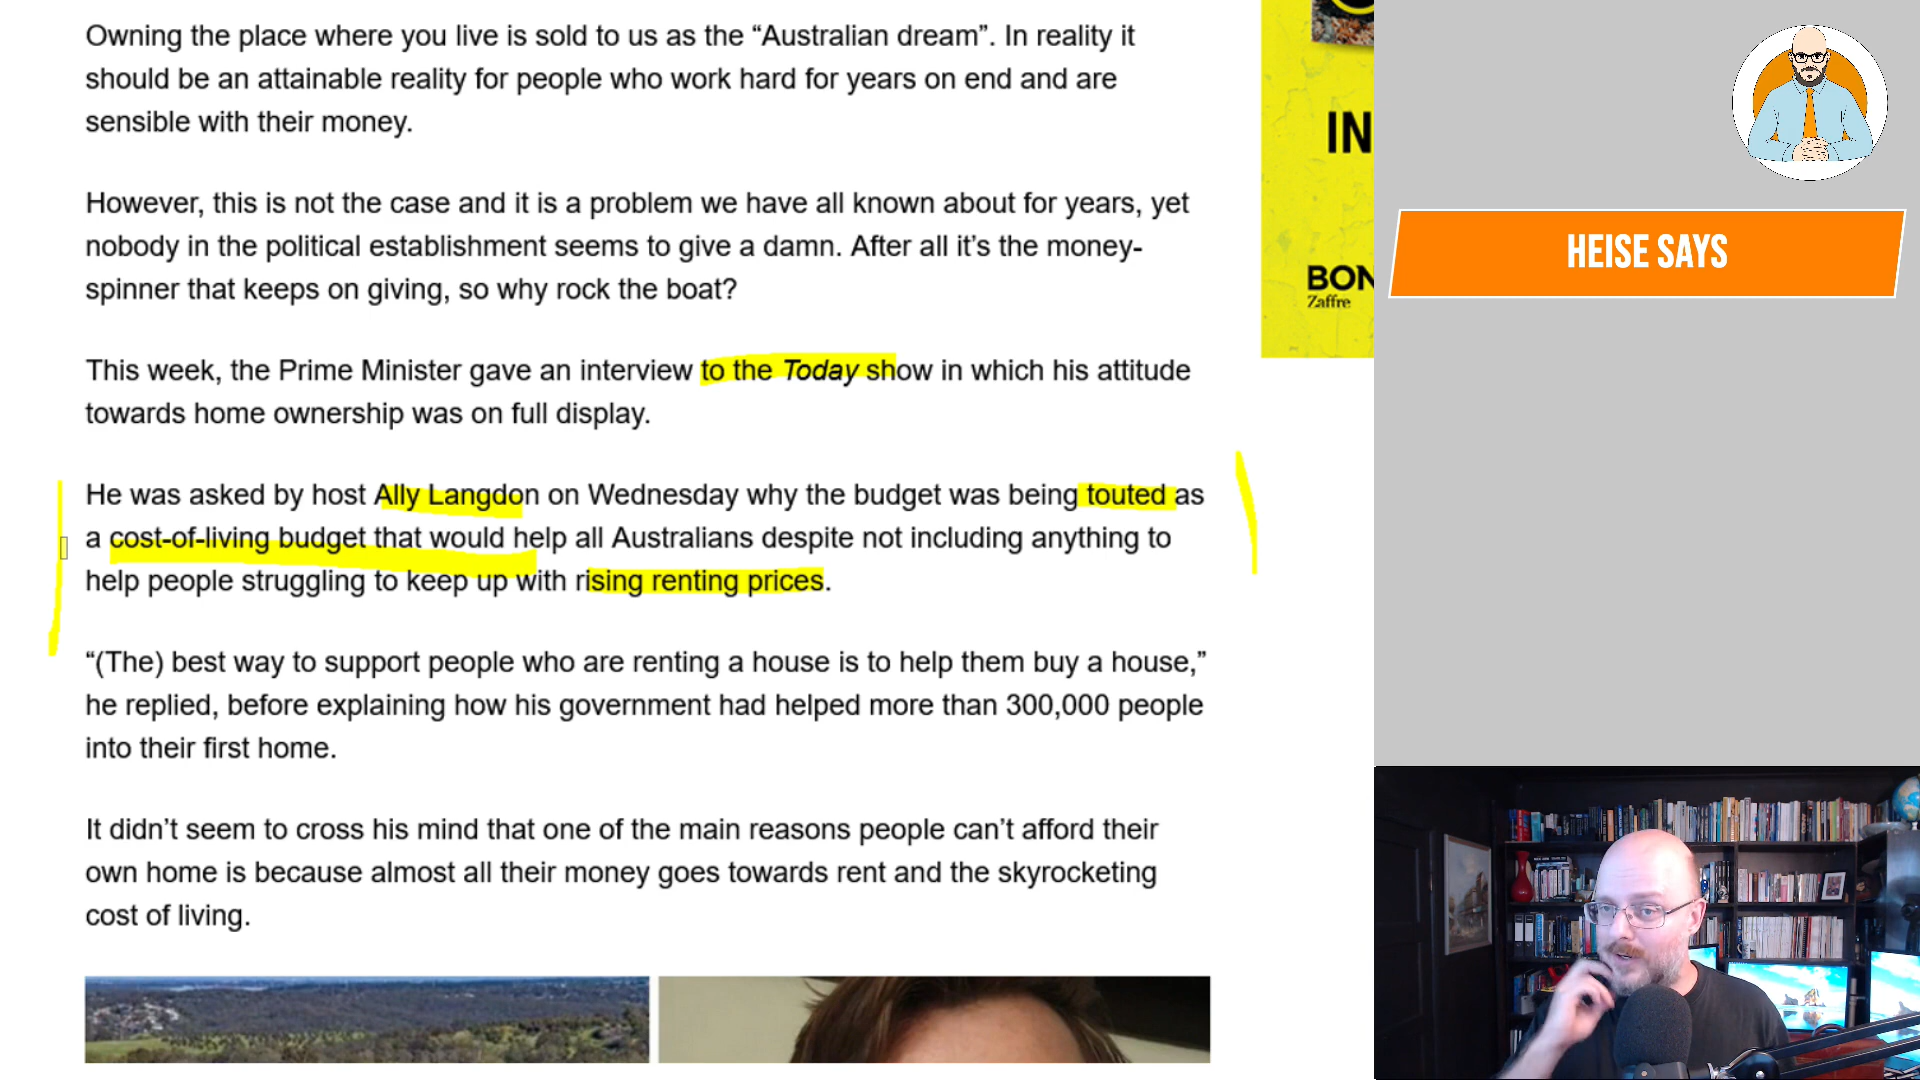 Owning the place where you live is sold to us as the “Australian dream”. In reality it
should be an attainable reality for people who work hard for years on end and are
sensible with their money.
However, this is not the case and it is a problem we have all known about for years, yet
nobody in the political establishment seems to give a damn. After all it’s the money-
spinner that keeps on giving, so why rock the boat?
This week, the Prime Minister gave an interview to the Today show in which his attitude
towards home ownership was on full display.
He was asked by host Ally Langdon on Wednesday why the budget was being touted as
a cost-of-living budget that would help all Australians despite not including anything to
help people struggling to keep up with rising renting prices.
“(The) best way to support people who are renting a house is to help them buy a house,”
he replied, before explaining how his government had helped more than 300,000 people
into their first home.
It didn’t seem to cross his mind that one of the main reasons people can’t afford their
own home is because almost all their money goes towards rent and the skyrocketing
cost of living.
IN
BON
Zaffre
HEISE SAYS